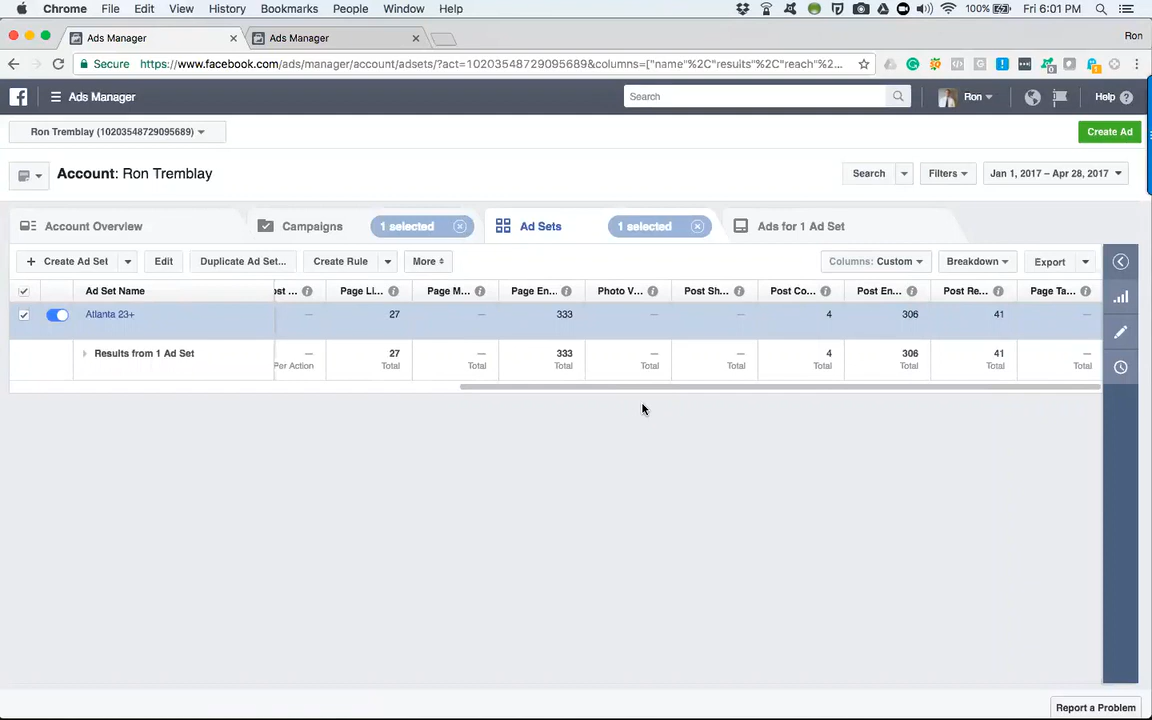 Chrome File Edit View History Bookmarks People Window Help 100% Fri 6:01 PM
Ads Manager Ads Manager Ron
Secure https://www.facebook.com/ads/manager/account/adsets/?act=10203548729095689&columns=["name"%2C"results"%2C"reach"%2...
Ads Manager Search Ron Help
Ron Tremblay (10203548729095689) Create Ad
Account: Ron Tremblay Search Filters Jan 1, 2017 – Apr 28, 2017
Account Overview Campaigns 1 selected Ad Sets 1 selected Ads for 1 Ad Set
+ Create Ad Set Edit Duplicate Ad Set... Create Rule More Columns: Custom Breakdown Export
Ad Set Name ost ... Page Li... Page M... Page En... Photo V... Post Sh... Post Co... Post En... Post Re... Page Ta...
Atlanta 23+ — 27 — 333 — — 4 306 41 —
Results from 1 Ad Set — 27 — 333 — — 4 306 41 —
Per Action Total Total Total Total Total Total Total Total Total
Report a Problem